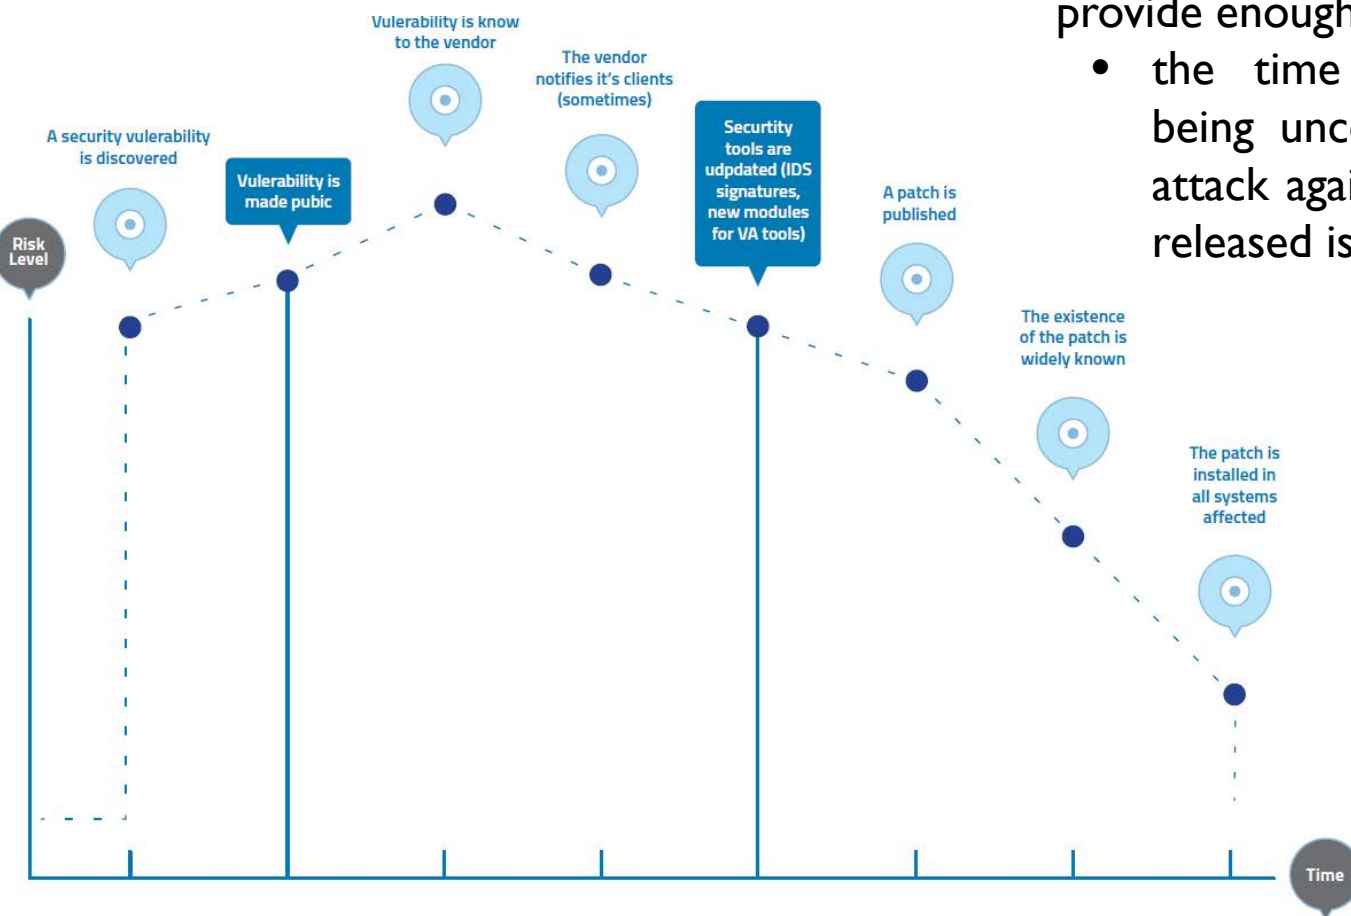 provide enough
• the time
being unco
attack agai
released is
Vulerability is know
to the vendor
The vendor
notifies it's clients
(sometimes)
A security vulerability
is discovered
Vulerability is
made pubic
Securtity
tools are
udpdated (IDS
signatures,
new modules
for VA tools)
A patch is
published
Risk
Level
The existence
of the patch is
widely known
The patch is
installed in
all systems
affected
Time